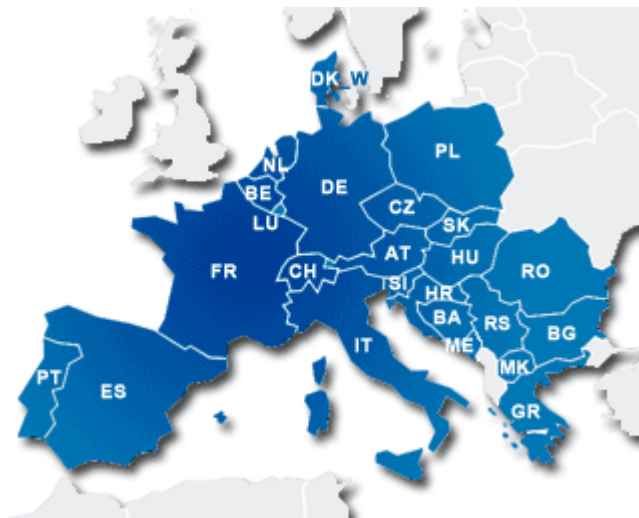 DK_W
NL
PL
BE
DE
LU
CZ
SK
FR
CH
AT
HU
RO
SI
HR
BA
RS
ME
BG
IT
MK
PT
ES
GR